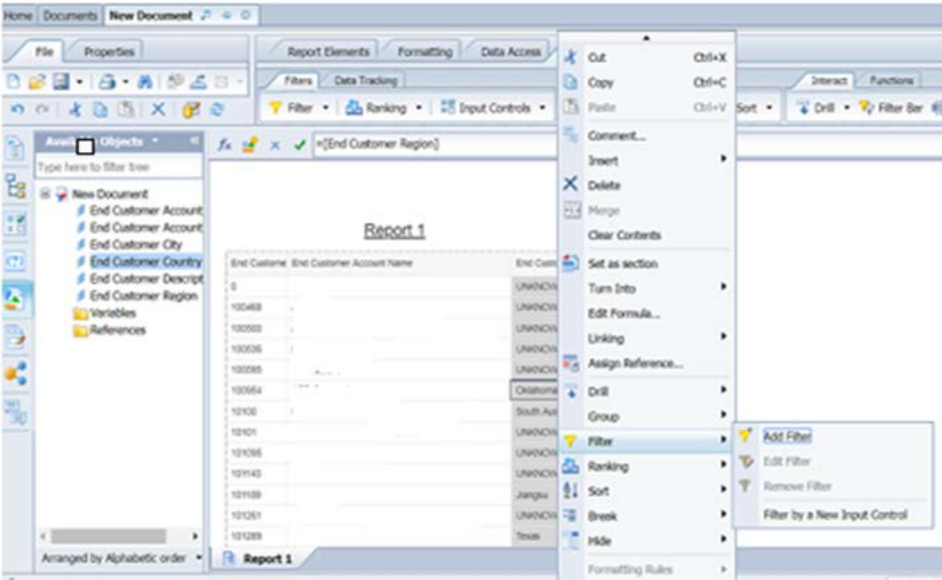 Home Documents New Document
File Properties Report Elements Formatting Data Access
Filters Data Tracking Interact Functions
Filter Ranking Input Controls Sort Drill Filter Bar
Objects
=[End Customer Region]
Type here to filter tree
New Document
End Customer Account
End Customer Account
End Customer City
End Customer Country
End Customer Descript
End Customer Region
Variables
References
Arranged by Alphabetic order
Report 1
End Custome End Customer Account Name End Custo
0 UNKNOW
100468 UNKNOW
100500 UNKNOW
UNKNOW
100595 UNKNOW
100954 Oklahoma
10100 South Aus
10101 UNKNOW
101095 UNKNOW
101143 UNKNOW
101189 Jiangsu
101261 UNKNOW
101289 Texas
Report 1
Cut Ctrl+X
Copy Ctrl+C
Paste Ctrl+V
Comment...
Insert
Delete
Merge
Clear Contents
Set as section
Turn Into
Edit Formula...
Linking
Assign Reference...
Drill
Group
Filter
Ranking
Sort
Break
Hide
Formatting Rules
Add Filter
Edit Filter
Remove Filter
Filter by a New Input Control